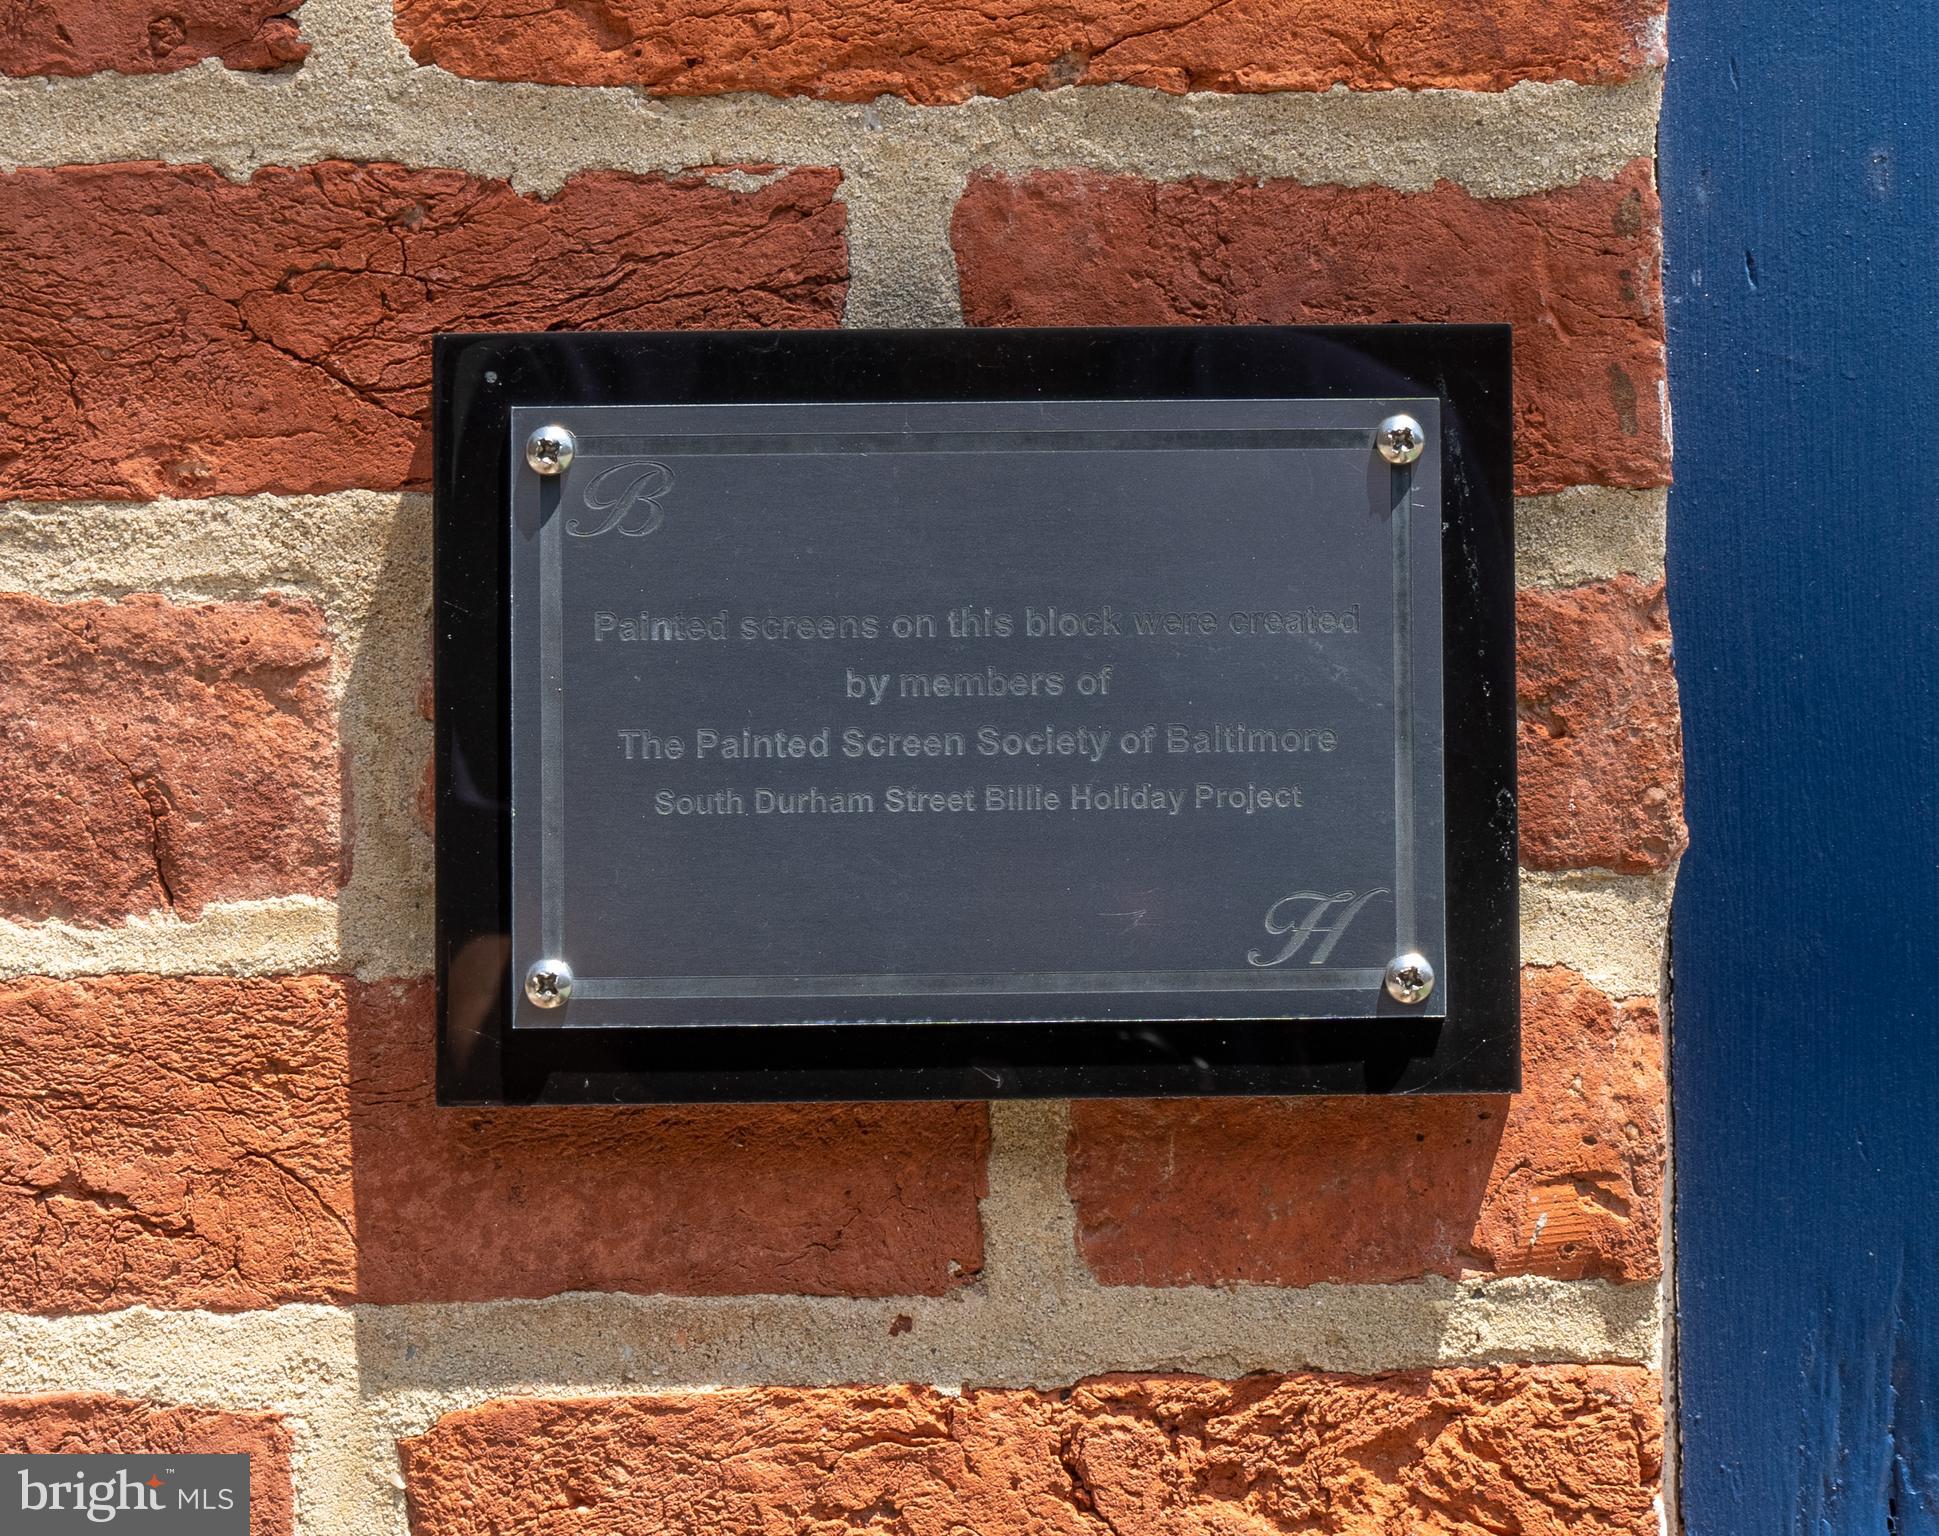 B
Painted screens on this block were created
by members of
The Painted Screen Society of Baltimore
South Durham Street Billie Holiday Project
H
bright™ MLS